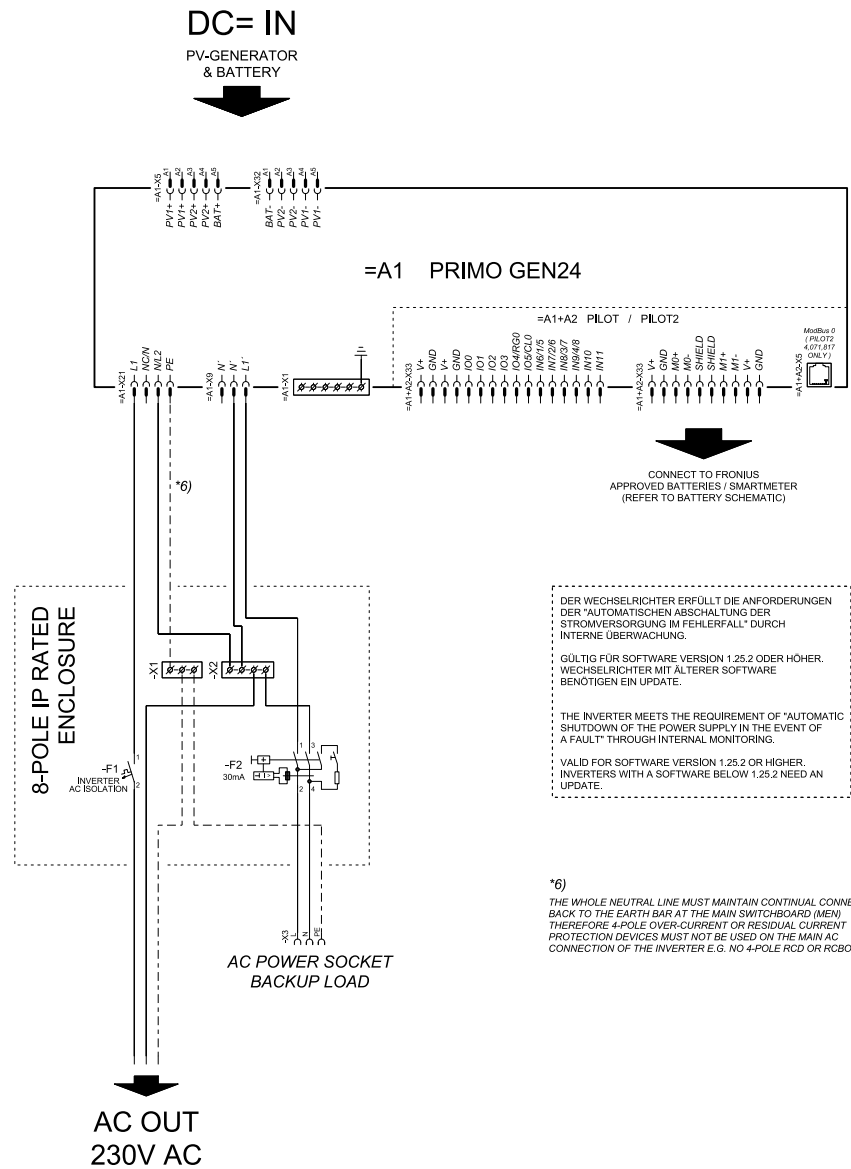 DC= IN
PV-GENERATOR
& BATTERY
=A1-X5
A1
A2
A3
A4
A5
PV1+
PV1+
PV2+
PV2+
BAT+
=A1-X32
A1
A2
A3
A4
A5
BAT-
PV2-
PV2-
PV1-
PV1-
=A1 PRIMO GEN24
=A1+A2 PILOT / PILOT2
ModBus 0
( PILOT2
4,071,817
ONLY )
=A1-X21
L1
NC/N
N/L2
PE
=A1-X9
N´
N´
L1´
=A1-X1
=A1+A2-X33
V+
GND
V+
GND
IO0
IO1
IO2
IO3
IO4/RG0
IO5/CL0
IN6/1/5
IN7/2/6
IN8/3/7
IN9/4/8
IN10
IN11
=A1+A2-X33
V+
GND
M0+
M0-
SHIELD
SHIELD
M1+
M1-
V+
GND
=A1+A2-X5
*6)
CONNECT TO FRONIUS
APPROVED BATTERIES / SMARTMETER
(REFER TO BATTERY SCHEMATIC)
8-POLE IP RATED
ENCLOSURE
-X1
-X2
-F1
INVERTER
AC ISOLATION
1
2
-F2
30mA
1
3
2
4
DER WECHSELRICHTER ERFÜLLT DIE ANFORDERUNGEN
DER "AUTOMATISCHEN ABSCHALTUNG DER
STROMVERSORGUNG IM FEHLERFALL" DURCH
INTERNE ÜBERWACHUNG.
GÜLTIG FÜR SOFTWARE VERSION 1.25.2 ODER HÖHER.
WECHSELRICHTER MIT ÄLTERER SOFTWARE
BENÖTIGEN EIN UPDATE.
THE INVERTER MEETS THE REQUIREMENT OF "AUTOMATIC
SHUTDOWN OF THE POWER SUPPLY IN THE EVENT OF
A FAULT" THROUGH INTERNAL MONITORING.
VALID FOR SOFTWARE VERSION 1.25.2 OR HIGHER.
INVERTERS WITH A SOFTWARE BELOW 1.25.2 NEED AN
UPDATE.
*6)
THE WHOLE NEUTRAL LINE MUST MAINTAIN CONTINUAL CONNE
BACK TO THE EARTH BAR AT THE MAIN SWITCHBOARD (MEN)
THEREFORE 4-POLE OVER-CURRENT OR RESIDUAL CURRENT
PROTECTION DEVICES MUST NOT BE USED ON THE MAIN AC
CONNECTION OF THE INVERTER E.G. NO 4-POLE RCD OR RCBO
-X3
L
N
PE
AC POWER SOCKET
BACKUP LOAD
AC OUT
230V AC